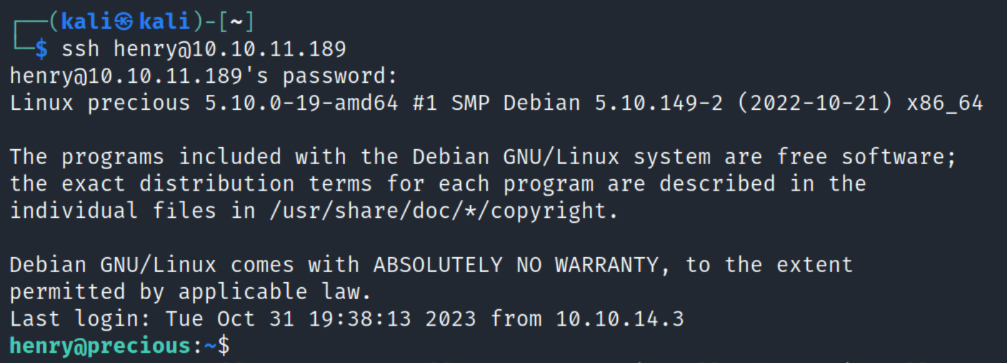 ┌──(kali㉿kali)-[~]
└─$ ssh henry@10.10.11.189
henry@10.10.11.189's password:
Linux precious 5.10.0-19-amd64 #1 SMP Debian 5.10.149-2 (2022-10-21) x86_64
The programs included with the Debian GNU/Linux system are free software;
the exact distribution terms for each program are described in the
individual files in /usr/share/doc/*/copyright.
Debian GNU/Linux comes with ABSOLUTELY NO WARRANTY, to the extent
permitted by applicable law.
Last login: Tue Oct 31 19:38:13 2023 from 10.10.14.3
henry@precious:~$